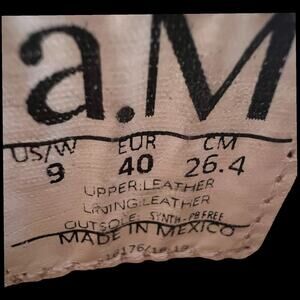 a.M
US/W EUR CM
9 40 26.4
UPPER:LEATHER
LINING:LEATHER
OUTSOLE: SYNTH-PB FREE
MADE IN MEXICO